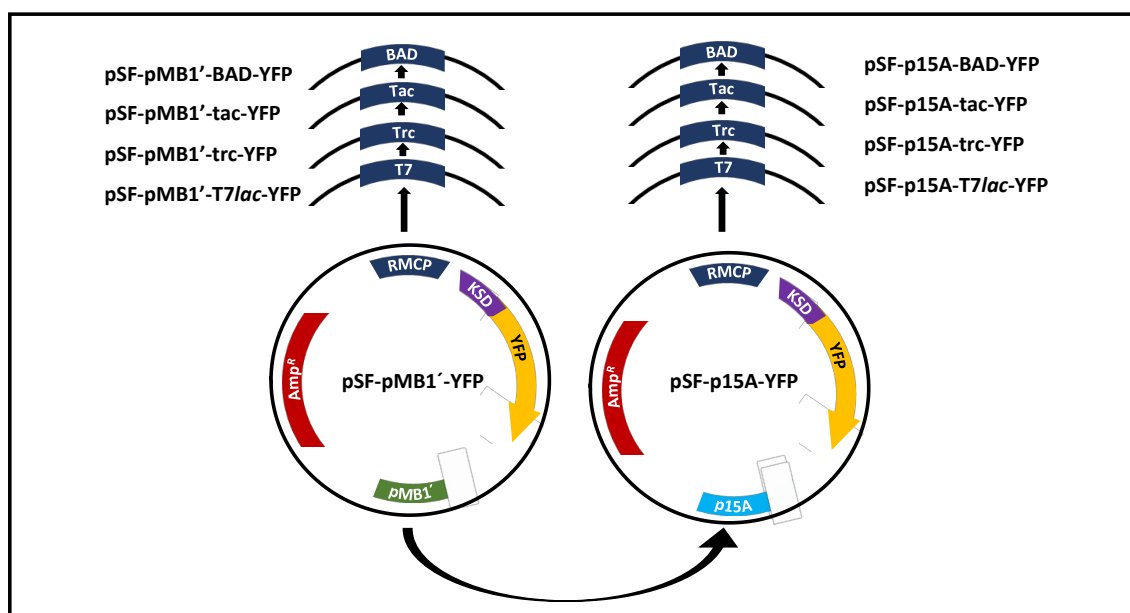 pSF-pMB1'-BAD-YFP
pSF-pMB1'-tac-YFP
pSF-pMB1'-trc-YFP
pSF-pMB1'-T7lac-YFP
BAD
Tac
Trc
T7
BAD
Tac
Trc
T7
pSF-p15A-BAD-YFP
pSF-p15A-tac-YFP
pSF-p15A-trc-YFP
pSF-p15A-T7lac-YFP
RMCP
KSD
YFP
AmpR
pSF-pMB1´-YFP
pMB1´
RMCP
KSD
YFP
AmpR
pSF-p15A-YFP
p15A